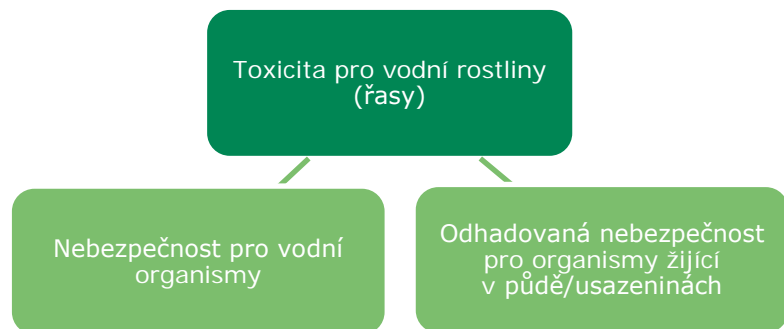 Toxicita pro vodní rostliny
(řasy)
Nebezpečnost pro vodní
organismy
Odhadovaná nebezpečnost
pro organismy žijící
v půdě/usazeninách